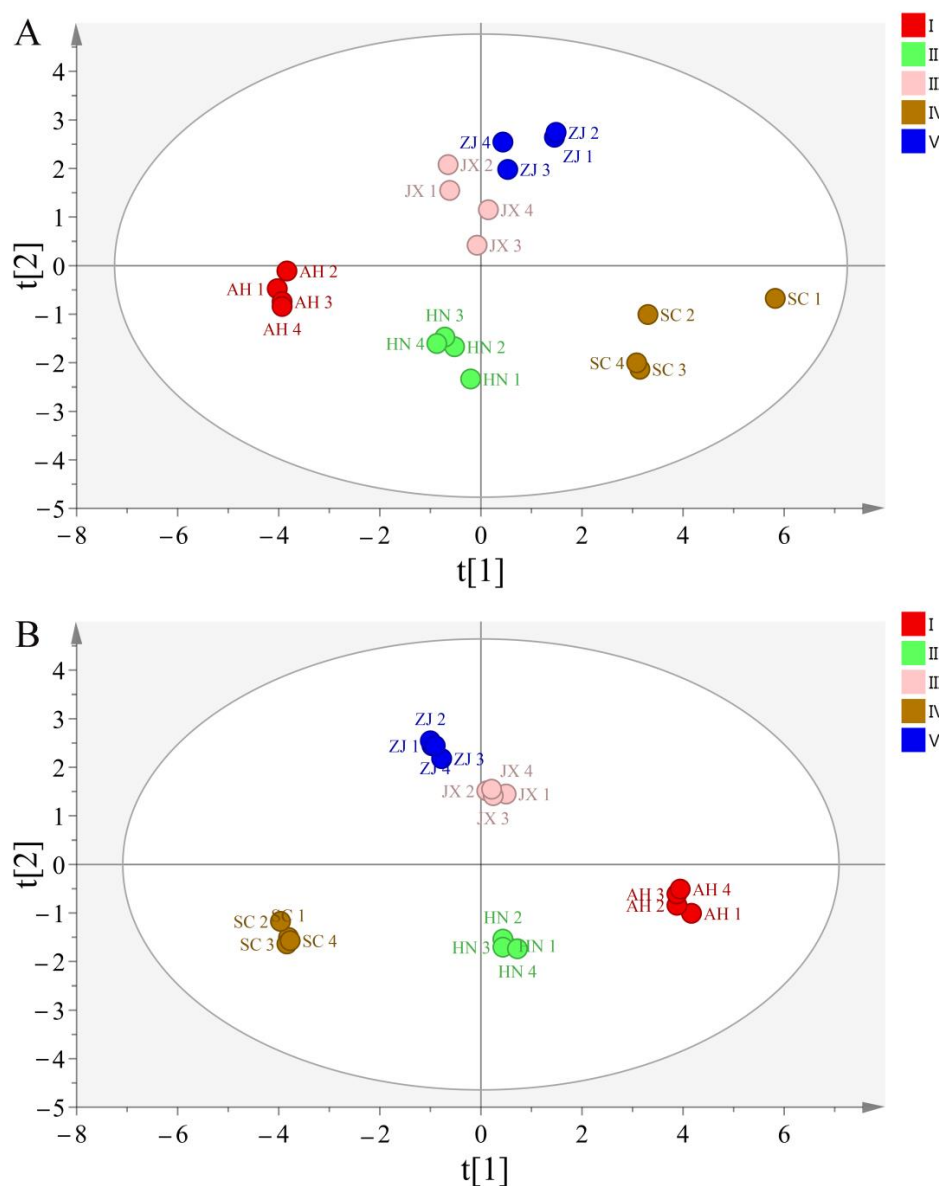 A
I
II
II
IV
V
4
3
2
1
0
−1
−2
−3
−4
−5
t[2]
ZJ 4
ZJ 2
ZJ 1
ZJ 3
JX 2
JX 1
JX 4
JX 3
AH 2
AH 1
AH 3
AH 4
HN 3
HN 4
HN 2
HN 1
SC 1
SC 2
SC 4
SC 3
−8
−6
−4
−2
0
2
4
6
t[1]
B
I
II
II
IV
V
4
3
2
1
0
−1
−2
−3
−4
−5
t[2]
ZJ 2
ZJ 1
ZJ 3
ZJ 4
JX 4
JX 2
JX 1
JX 3
AH 3
AH 4
AH 2
AH 1
SC 1
SC 2
SC 3
SC 4
HN 2
HN 3
HN 1
HN 4
−8
−6
−4
−2
0
2
4
6
t[1]